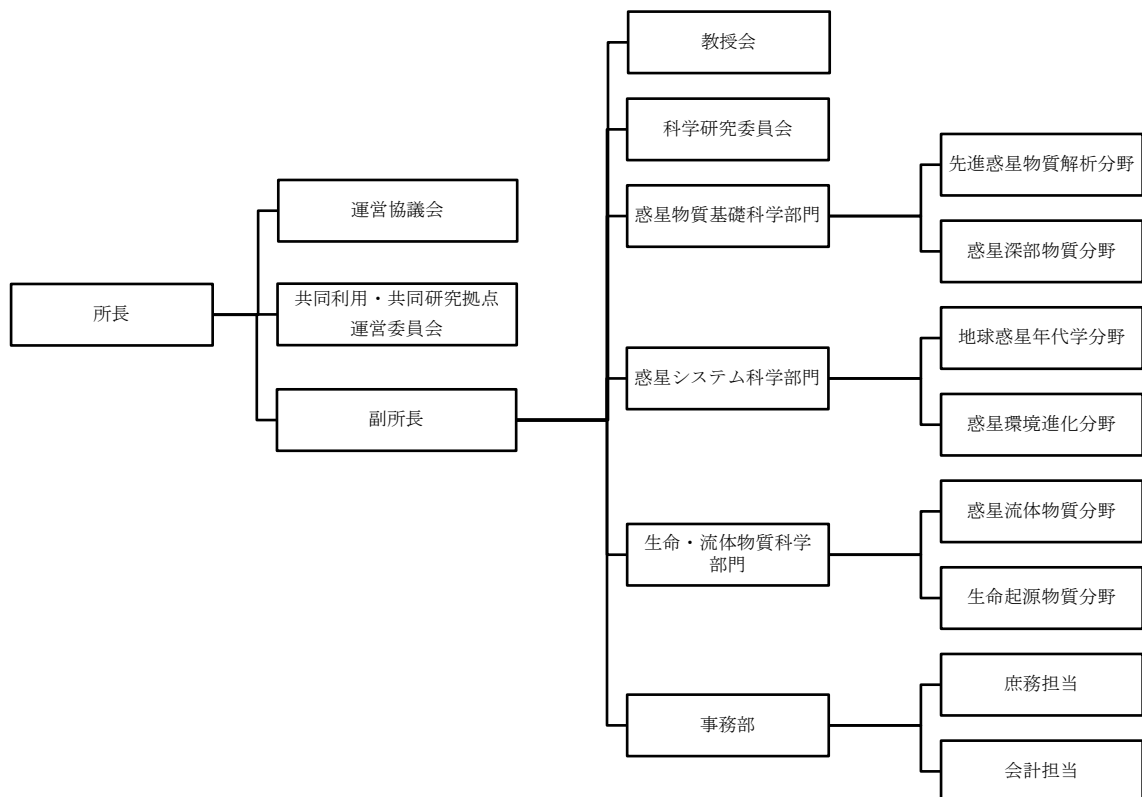 所長
運営協議会
共同利用・共同研究拠点
運営委員会
副所長
教授会
科学研究委員会
惑星物質基礎科学部門
先進惑星物質解析分野
惑星深部物質分野
惑星システム科学部門
地球惑星年代学分野
惑星環境進化分野
生命・流体物質科学
部門
惑星流体物質分野
生命起源物質分野
事務部
庶務担当
会計担当